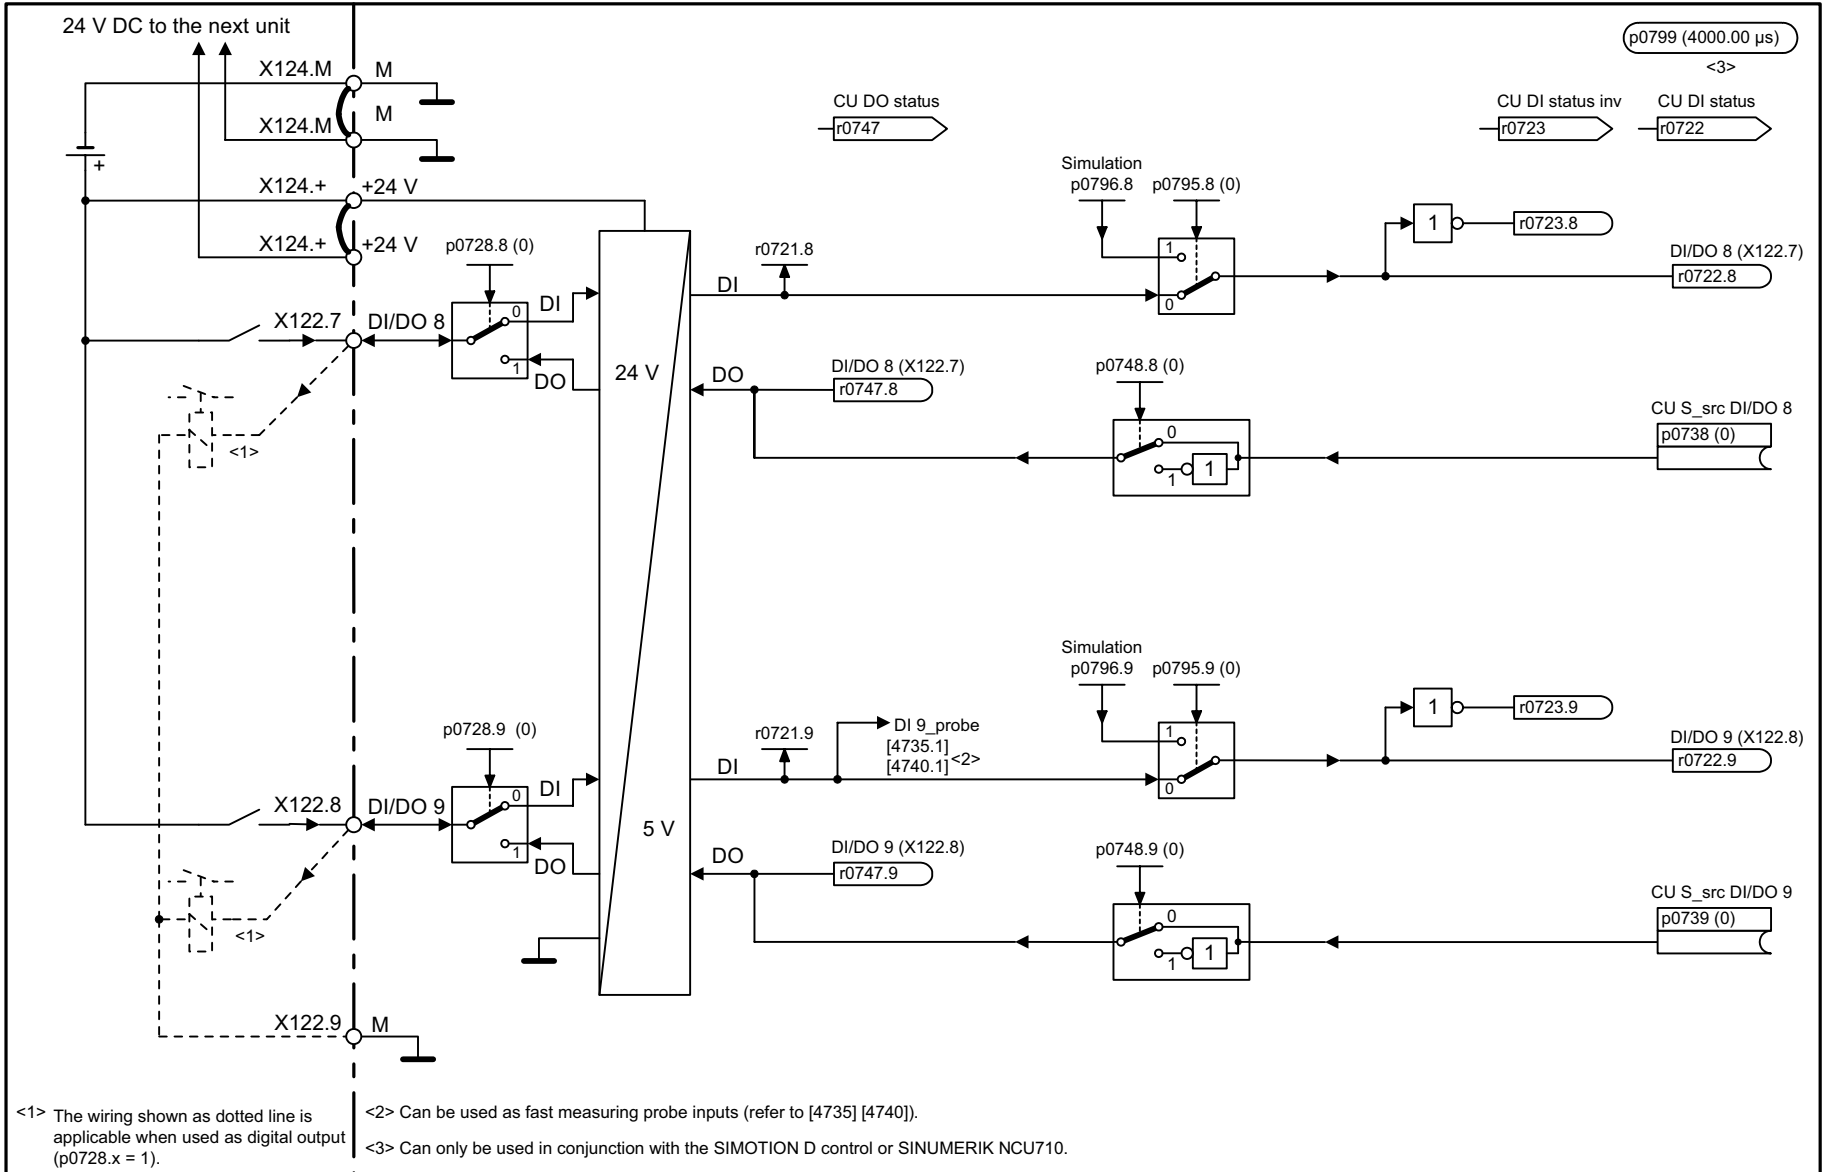 24 V DC to the next unit
p0799 (4000.00 µs)
<3>
X124.M
M
X124.M
M
+
X124.+
+24 V
X124.+
+24 V
CU DO status
r0747
CU DI status inv
r0723
CU DI status
r0722
Simulation
p0796.8
p0795.8 (0)
1
0
1
r0723.8
DI/DO 8 (X122.7)
r0722.8
p0728.8 (0)
r0721.8
DI
0
DI
X122.7
DI/DO 8
1
DO
24 V
DO
DI/DO 8 (X122.7)
r0747.8
p0748.8 (0)
0
1
1
CU S_src DI/DO 8
p0738 (0)
<1>
Simulation
p0796.9
p0795.9 (0)
1
0
1
r0723.9
DI/DO 9 (X122.8)
r0722.9
p0728.9 (0)
r0721.9
DI 9_probe
[4735.1]
[4740.1] <2>
DI
0
DI
X122.8
DI/DO 9
1
DO
5 V
DO
DI/DO 9 (X122.8)
r0747.9
p0748.9 (0)
0
1
1
CU S_src DI/DO 9
p0739 (0)
<1>
X122.9
M
<1> The wiring shown as dotted line is
applicable when used as digital output
(p0728.x = 1).
<2> Can be used as fast measuring probe inputs (refer to [4735] [4740]).
<3> Can only be used in conjunction with the SIMOTION D control or SINUMERIK NCU710.